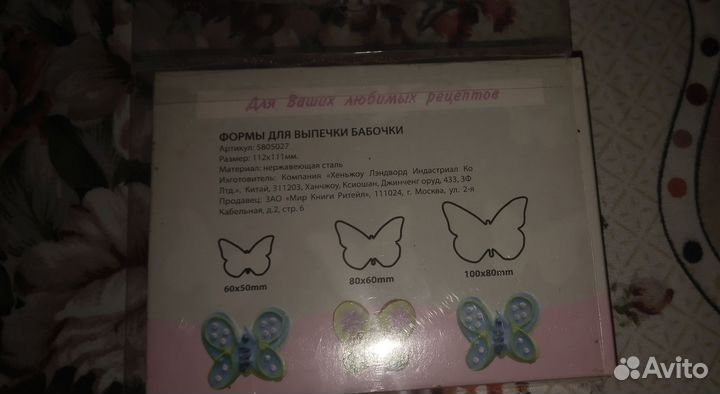 Для Ваших любимых рецептов
ФОРМЫ ДЛЯ ВЫПЕЧКИ БАБОЧКИ
Артикул: 5805027
Размер: 112х111мм.
Материал: нержавеющая сталь
Изготовитель: Компания «Хеньжоу Лэндворд Индастриал Ко
Лтд.», Китай, 311203, Ханчжоу, Ксиошан, Джинченг оруд, 433, 3Ф
Продавец: ЗАО «Мир Книги Ритейл», 111024, г. Москва, ул. 2-я
Кабельная, д.2, стр. 6
60x50mm
80x60mm
100x80mm
Avito